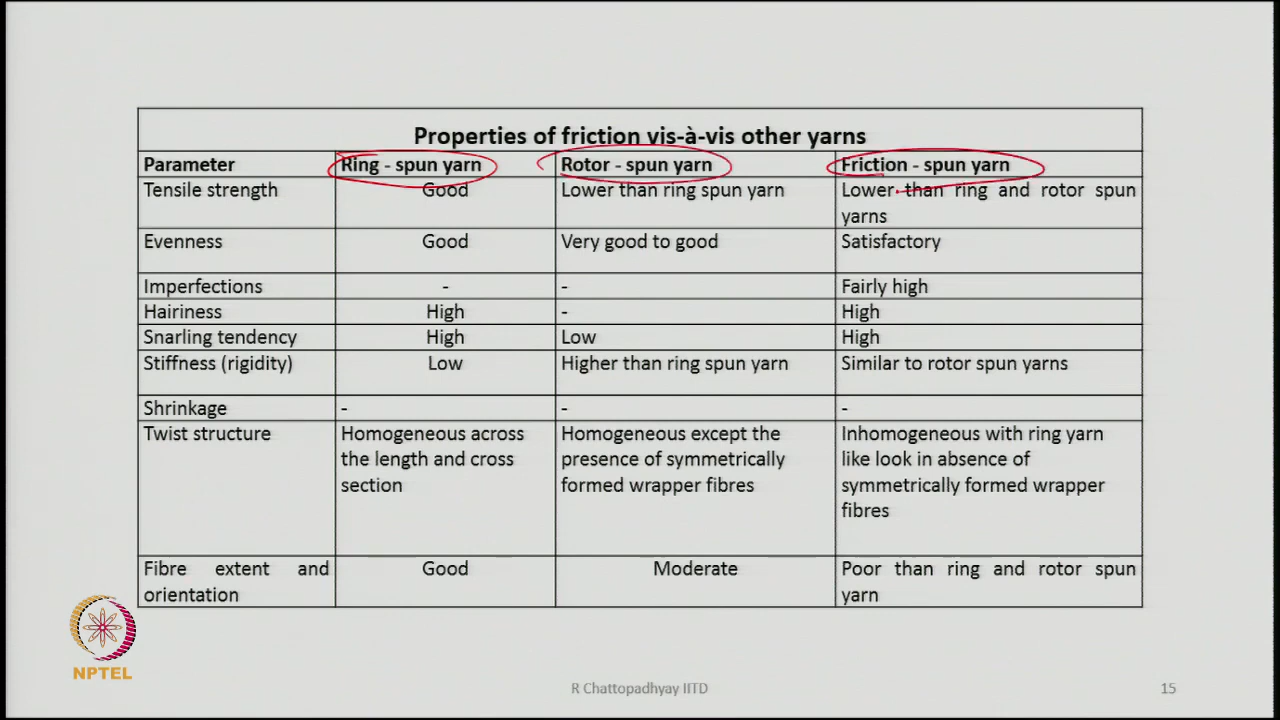 Properties of friction vis-à-vis other yarns
Parameter Ring - spun yarn Rotor - spun yarn Friction - spun yarn
Tensile strength Good Lower than ring spun yarn Lower than ring and rotor spun
yarns
Evenness Good Very good to good Satisfactory
Imperfections - - Fairly high
Hairiness High - High
Snarling tendency High Low High
Stiffness (rigidity) Low Higher than ring spun yarn Similar to rotor spun yarns
Shrinkage - - -
Twist structure Homogeneous across Homogeneous except the Inhomogeneous with ring yarn
the length and cross presence of symmetrically like look in absence of
section formed wrapper fibres symmetrically formed wrapper
fibres
Fibre extent and Good Moderate Poor than ring and rotor spun
orientation yarn
NPTEL
R Chattopadhyay IITD 15